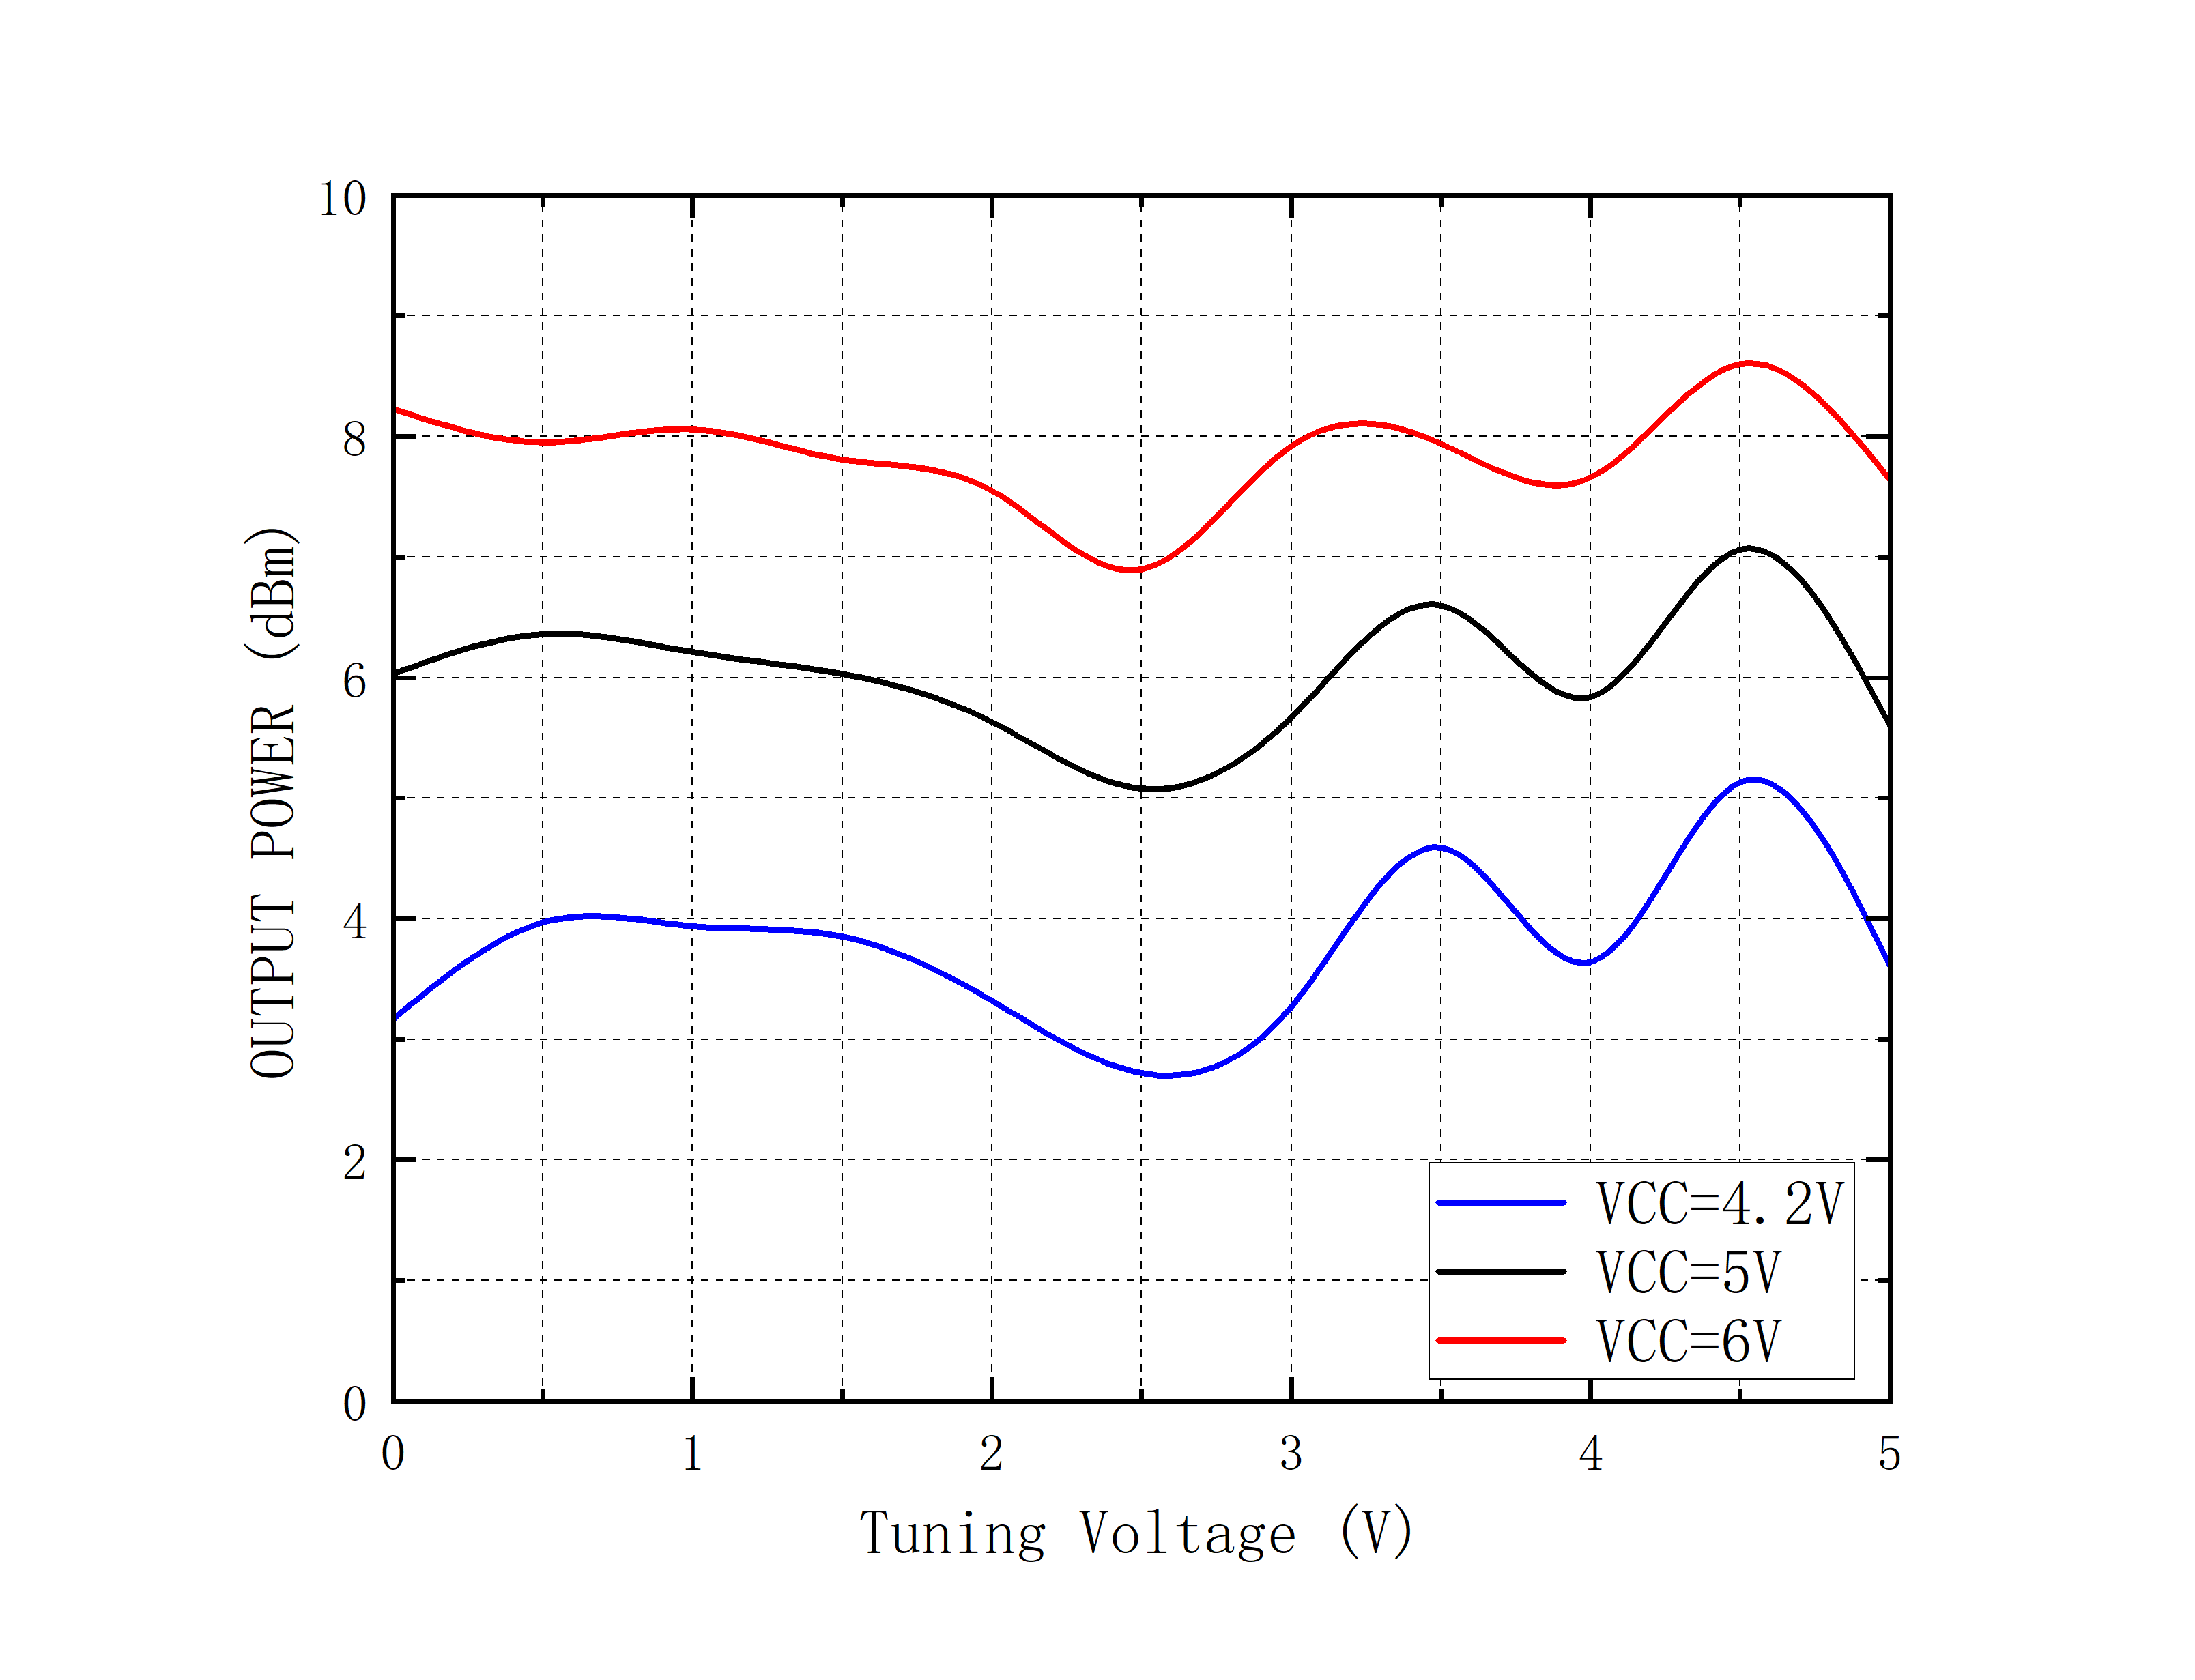 10
8
6
4
2
0
OUTPUT POWER (dBm)
VCC=4.2V
VCC=5V
VCC=6V
0 1 2 3 4 5
Tuning Voltage (V)